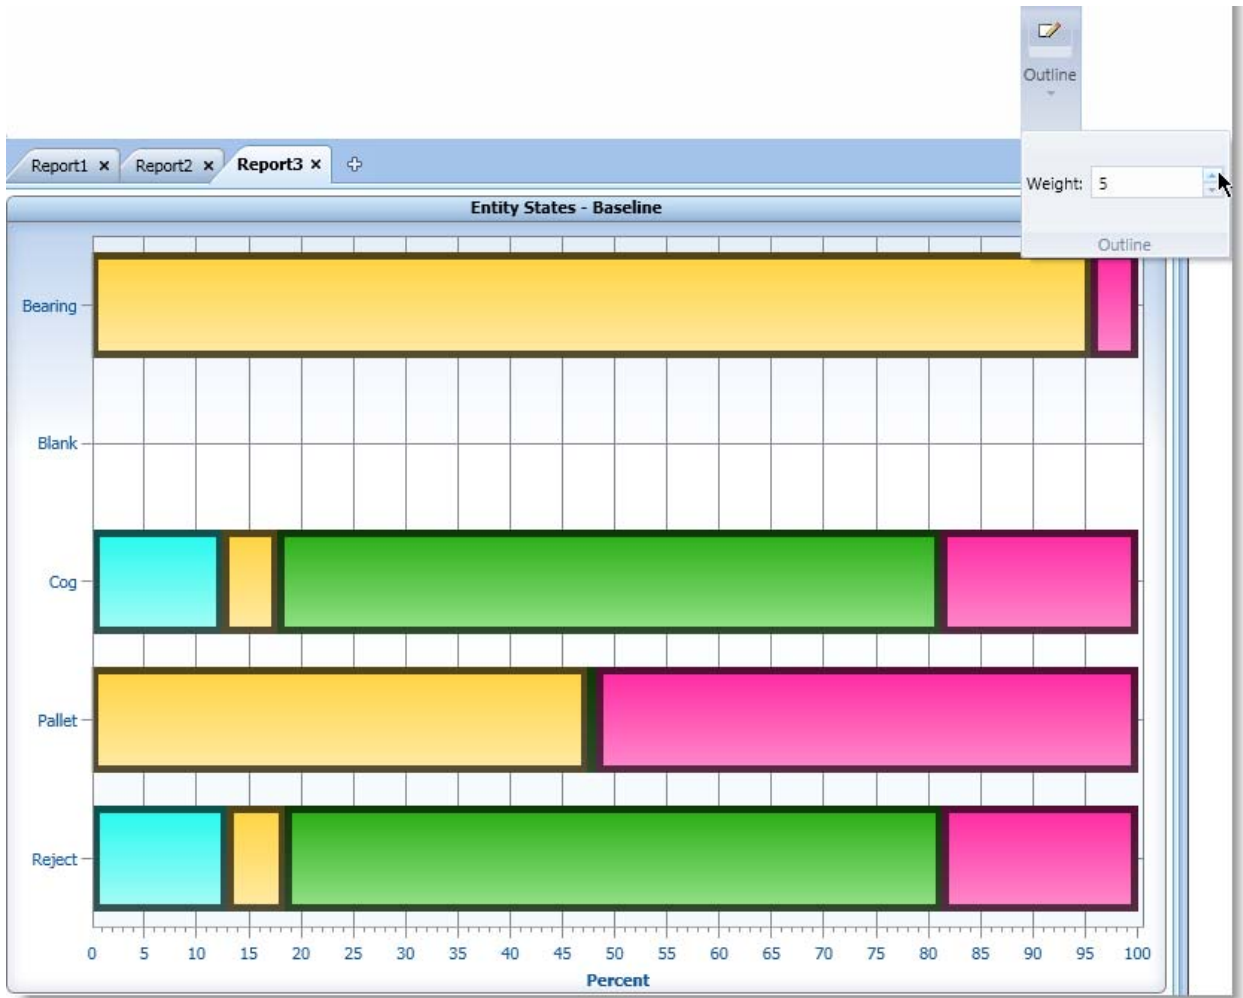 Outline
Report1 × Report2 × Report3 ×
Weight: 5
Entity States - Baseline
Outline
Bearing
Blank
Cog
Pallet
Reject
0 5 10 15 20 25 30 35 40 45 50 55 60 65 70 75 80 85 90 95 100
Percent